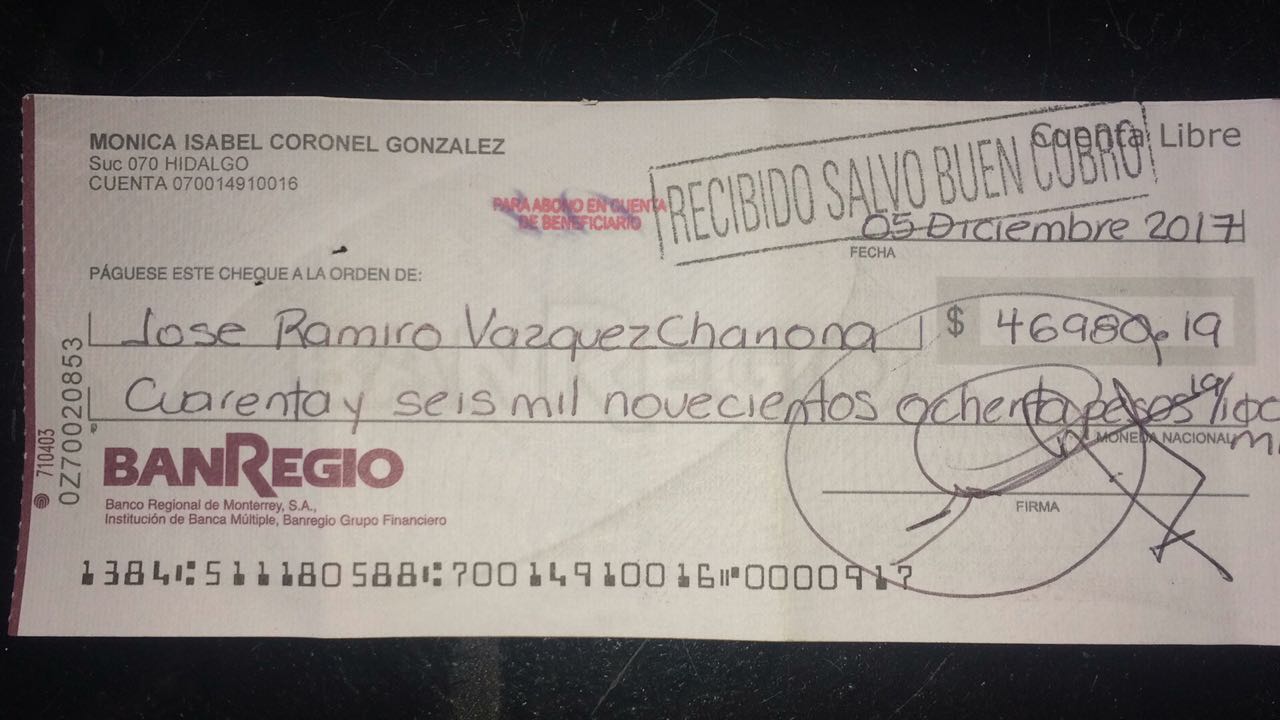 MONICA ISABEL CORONEL GONZALEZ
Suc 070 HIDALGO
CUENTA 070014910016
Cuenta Libre
RECIBIDO SALVO BUEN COBRO
PARA ABONO EN CUENTA
DE BENEFICIARIO
05 Diciembre 2017
FECHA
PÁGUESE ESTE CHEQUE A LA ORDEN DE:
Jose Ramiro Vazquez Chanona $ 46980.19
Cuarenta y seis mil novecientos ochenta pesos 19/100
MONEDA NACIONAL
BANREGIO
Banco Regional de Monterrey, S.A.,
Institución de Banca Múltiple, Banregio Grupo Financiero
FIRMA
710403
0Z70020853
1384⑆511180588⑆70014910016⑈0000917